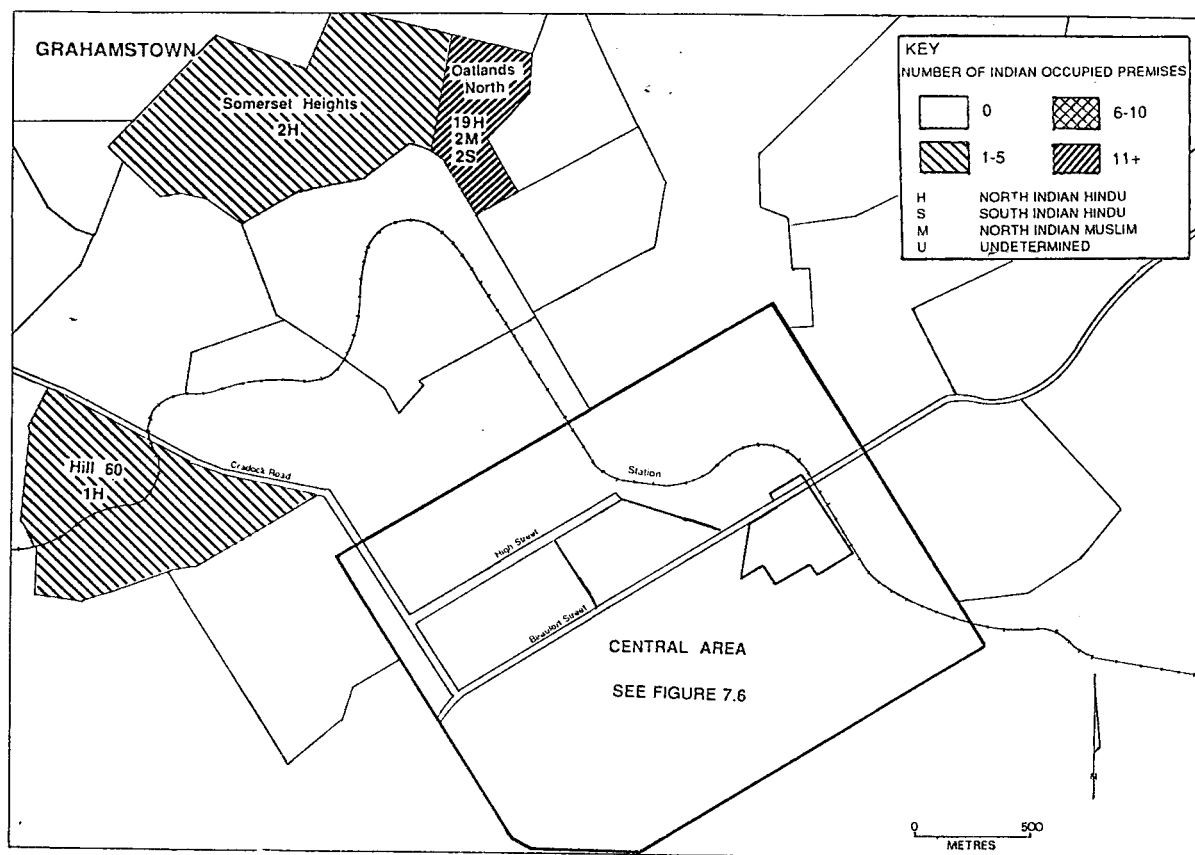 GRAHAMSTOWN
Somerset Heights
2H
Oatlands
North
19H
2M
2S
KEY
NUMBER OF INDIAN OCCUPIED PREMISES
0
6-10
1-5
11+
H NORTH INDIAN HINDU
S SOUTH INDIAN HINDU
M NORTH INDIAN MUSLIM
U UNDETERMINED
Hill 60
1H
Cradock Road
Station
High Street
Beaufort Street
CENTRAL AREA
SEE FIGURE 7.6
N
0 500
METRES